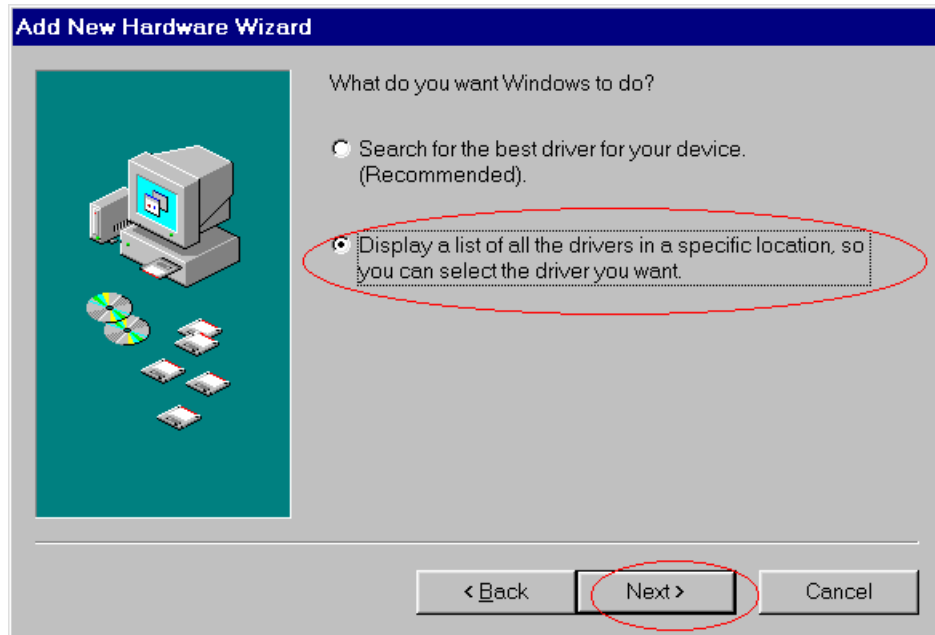 Add New Hardware Wizard
What do you want Windows to do?
Search for the best driver for your device.
(Recommended).
Display a list of all the drivers in a specific location, so
you can select the driver you want.
< Back
Next >
Cancel